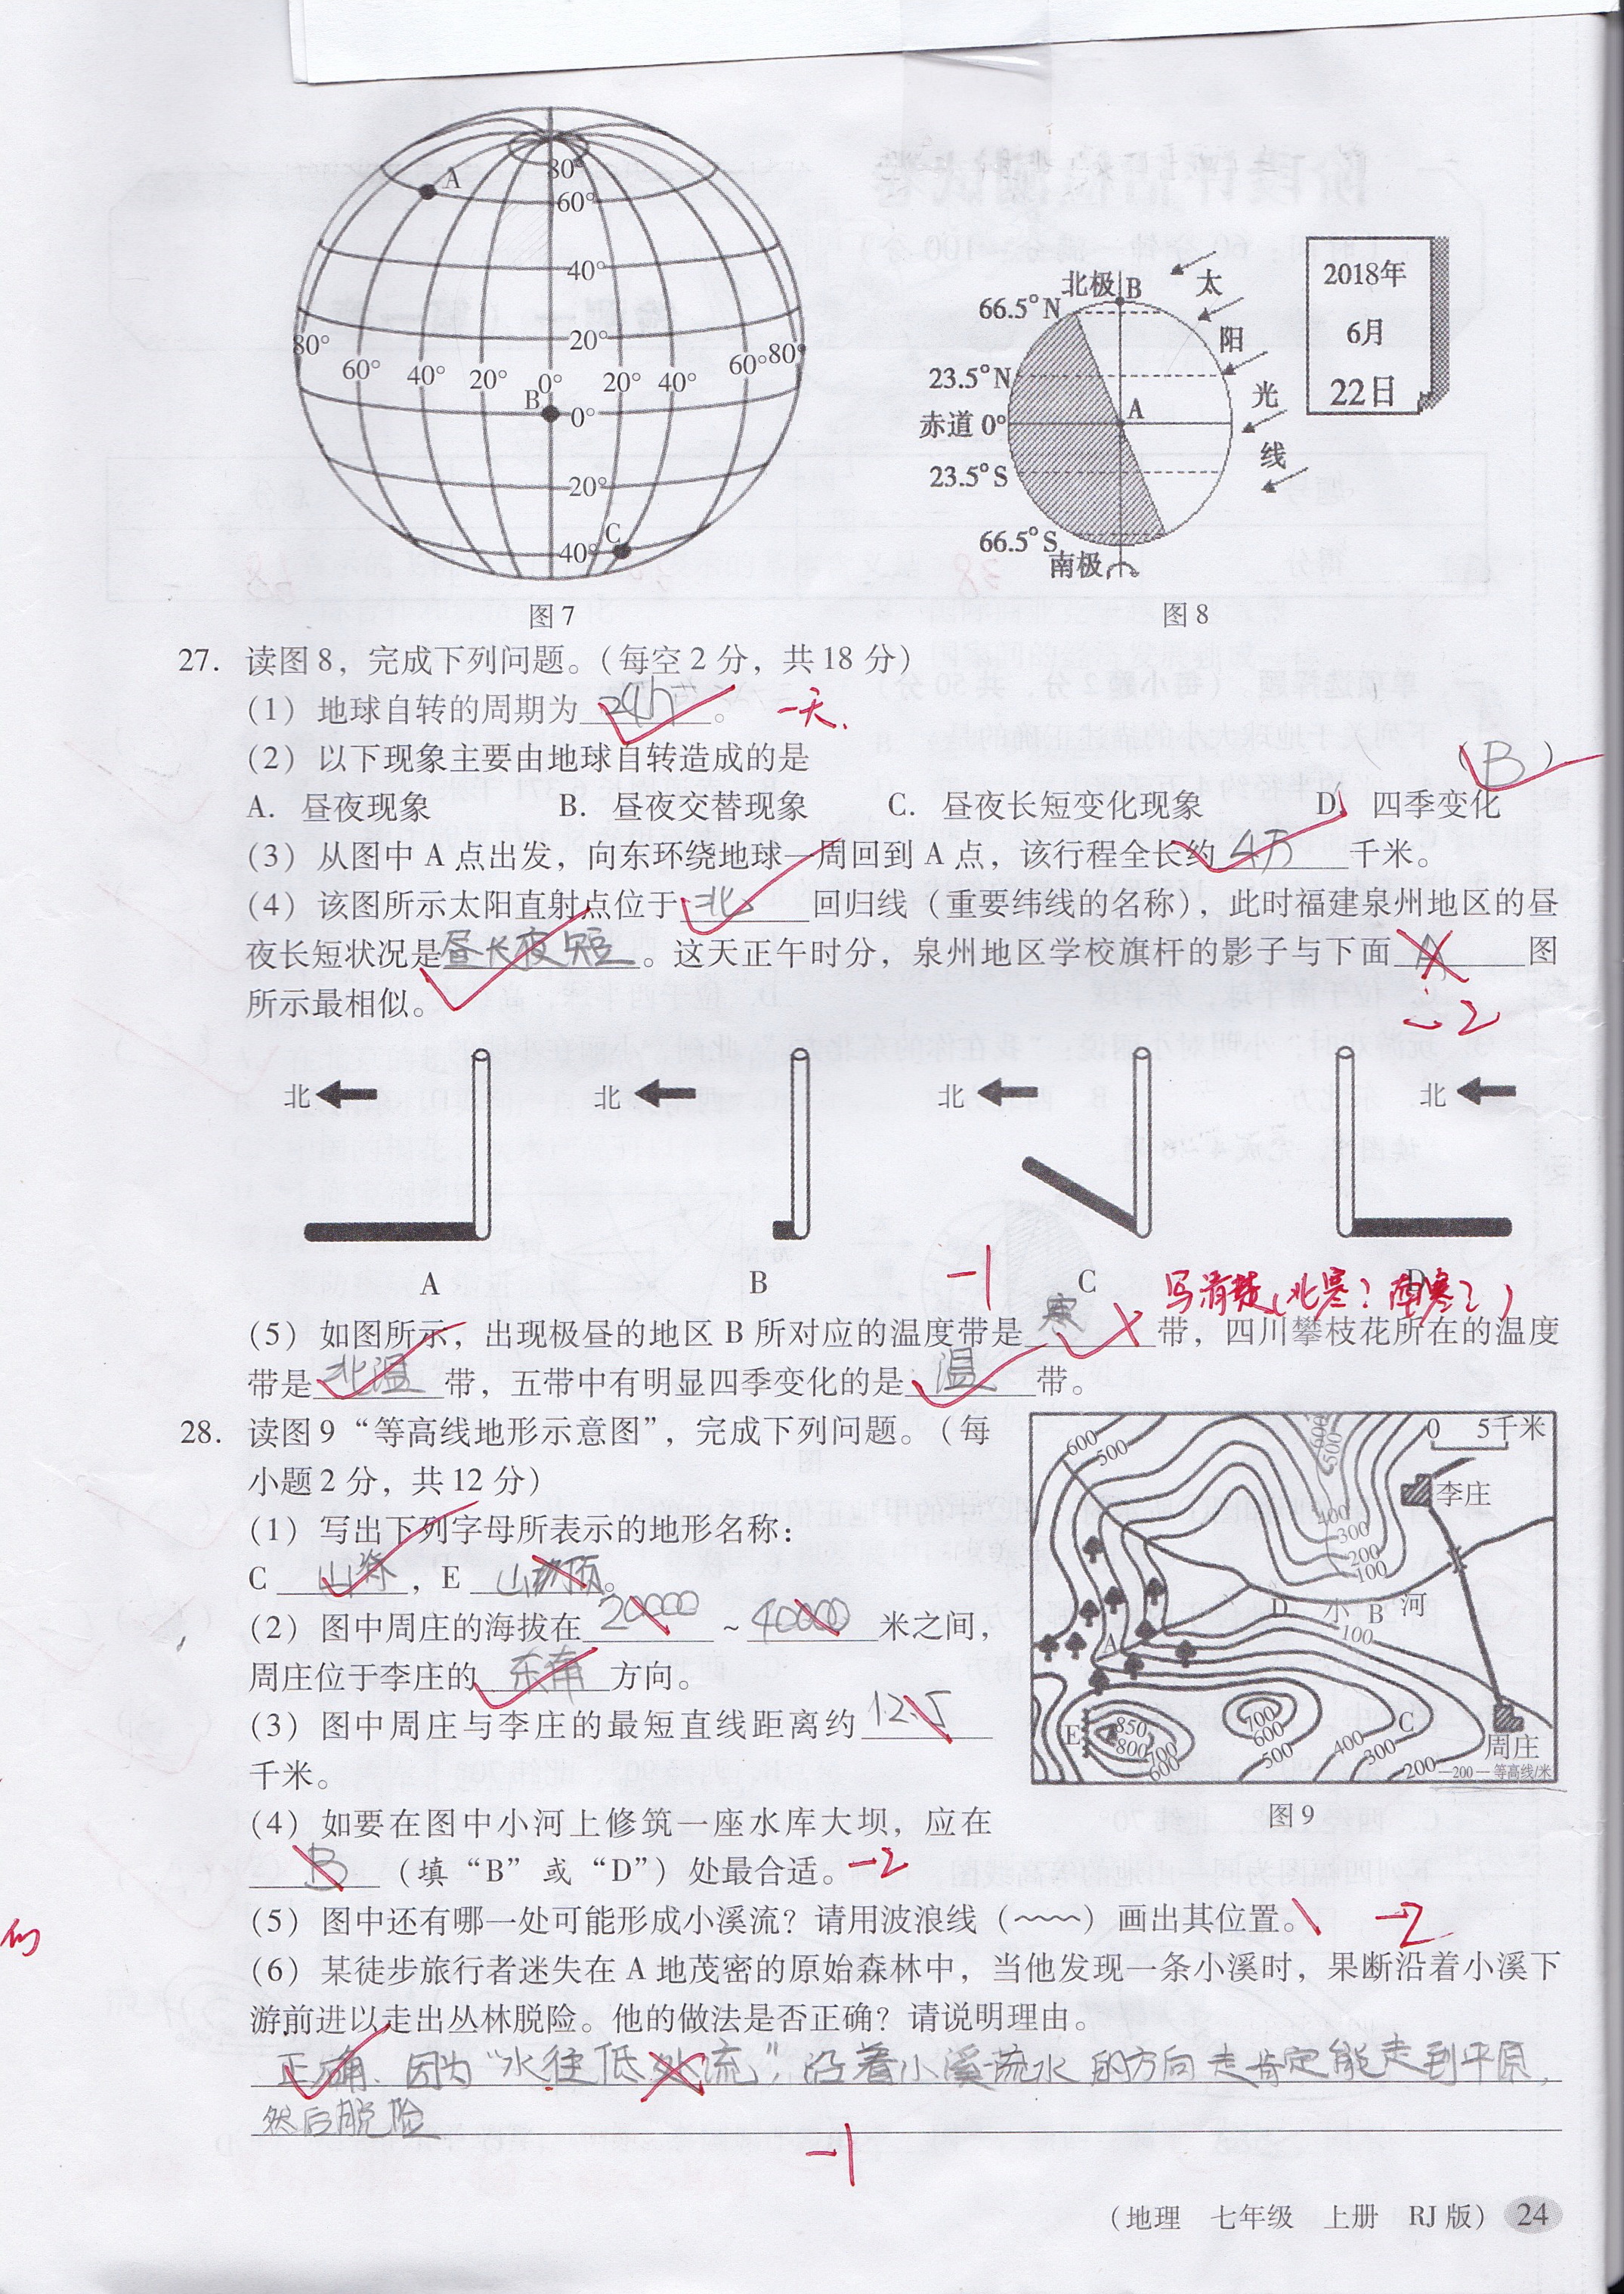 80°
A
60°
40°
20°
80°
60°
40°
20°
0°
20°
40°
60°
80°
B
0°
20°
C
40°
图7
北极
B
太
阳
光
线
66.5°N
23.5°N
A
赤道 0°
23.5°S
66.5°S
南极
图8
2018年
6月
22日
27. 读图8，完成下列问题。（每空2分，共18分）
（1）地球自转的周期为 24h 。 一天.
（2）以下现象主要由地球自转造成的是 （B）
A. 昼夜现象 B. 昼夜交替现象 C. 昼夜长短变化现象 D. 四季变化
（3）从图中A点出发，向东环绕地球一周回到A点，该行程全长约 4万 千米。
（4）该图所示太阳直射点位于 北 回归线（重要纬线的名称），此时福建泉州地区的昼
夜长短状况是 昼长夜短 。这天正午时分，泉州地区学校旗杆的影子与下面 A 图
所示最相似。
-2
北
北
北
北
A
B
C
D
-1
写清楚（北寒？南寒？）
（5）如图所示，出现极昼的地区B所对应的温度带是 寒 带，四川攀枝花所在的温度
带是 北温 带，五带中有明显四季变化的是 温 带。
28. 读图9“等高线地形示意图”，完成下列问题。（每
小题2分，共12分）
（1）写出下列字母所表示的地形名称：
C 山脊，E 山顶。
（2）图中周庄的海拔在 20000 ~ 40000 米之间，
周庄位于李庄的 东南 方向。
（3）图中周庄与李庄的最短直线距离约 12.5
千米。
（4）如要在图中小河上修筑一座水库大坝，应在
B （填“B”或“D”）处最合适。 -2
600
500
600
500
400
300
200
100
0 5千米
李庄
D 小 B 河
100
A
E
850
800
700
600
700
600
500
400
300
200
C
周庄
—200— 等高线/米
图9
（5）图中还有哪一处可能形成小溪流？请用波浪线（~~~~）画出其位置。 -2
（6）某徒步旅行者迷失在A地茂密的原始森林中，当他发现一条小溪时，果断沿着小溪下
游前进以走出丛林脱险。他的做法是否正确？请说明理由。
正确. 因为“水往低处流”，沿着小溪流水的方向走肯定能走到平原，
然后脱险
-1
（地理 七年级 上册 RJ版） 24